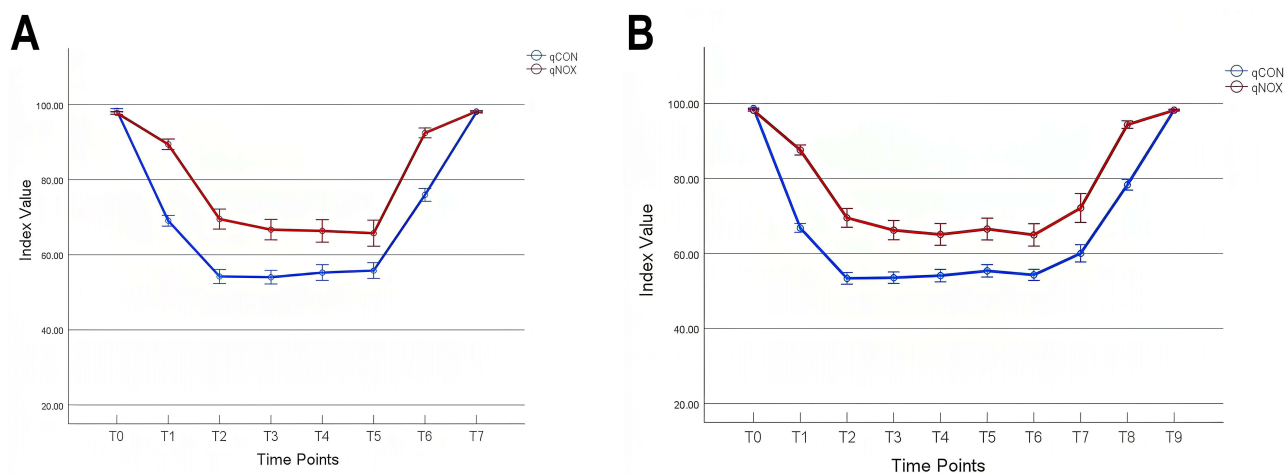 A
qCON
qNOX
100.00
80.00
60.00
40.00
20.00
Index Value
T0 T1 T2 T3 T4 T5 T6 T7
Time Points
B
qCON
qNOX
100.00
80.00
60.00
40.00
20.00
Index Value
T0 T1 T2 T3 T4 T5 T6 T7 T8 T9
Time Points